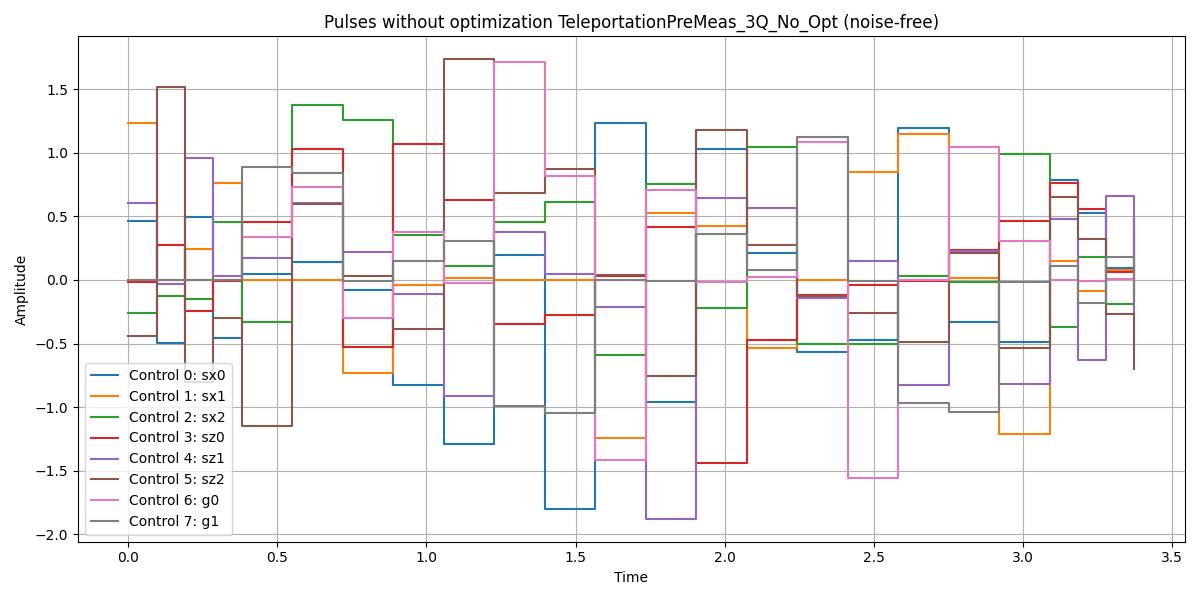 Pulses without optimization TeleportationPreMeas_3Q_No_Opt (noise-free)
Amplitude
1.5
1.0
0.5
0.0
−0.5
−1.0
−1.5
−2.0
Control 0: sx0
Control 1: sx1
Control 2: sx2
Control 3: sz0
Control 4: sz1
Control 5: sz2
Control 6: g0
Control 7: g1
0.0 0.5 1.0 1.5 2.0 2.5 3.0 3.5
Time